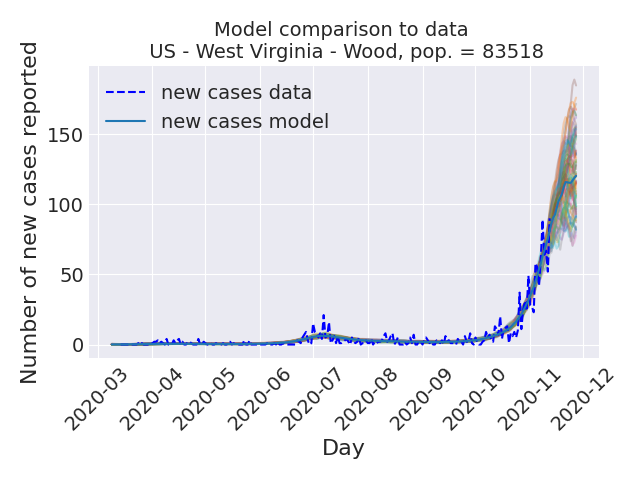 Model comparison to data
US - West Virginia - Wood, pop. = 83518
Number of new cases reported
150
100
50
0
new cases data
new cases model
2020-03
2020-04
2020-05
2020-06
2020-07
2020-08
2020-09
2020-10
2020-11
2020-12
Day